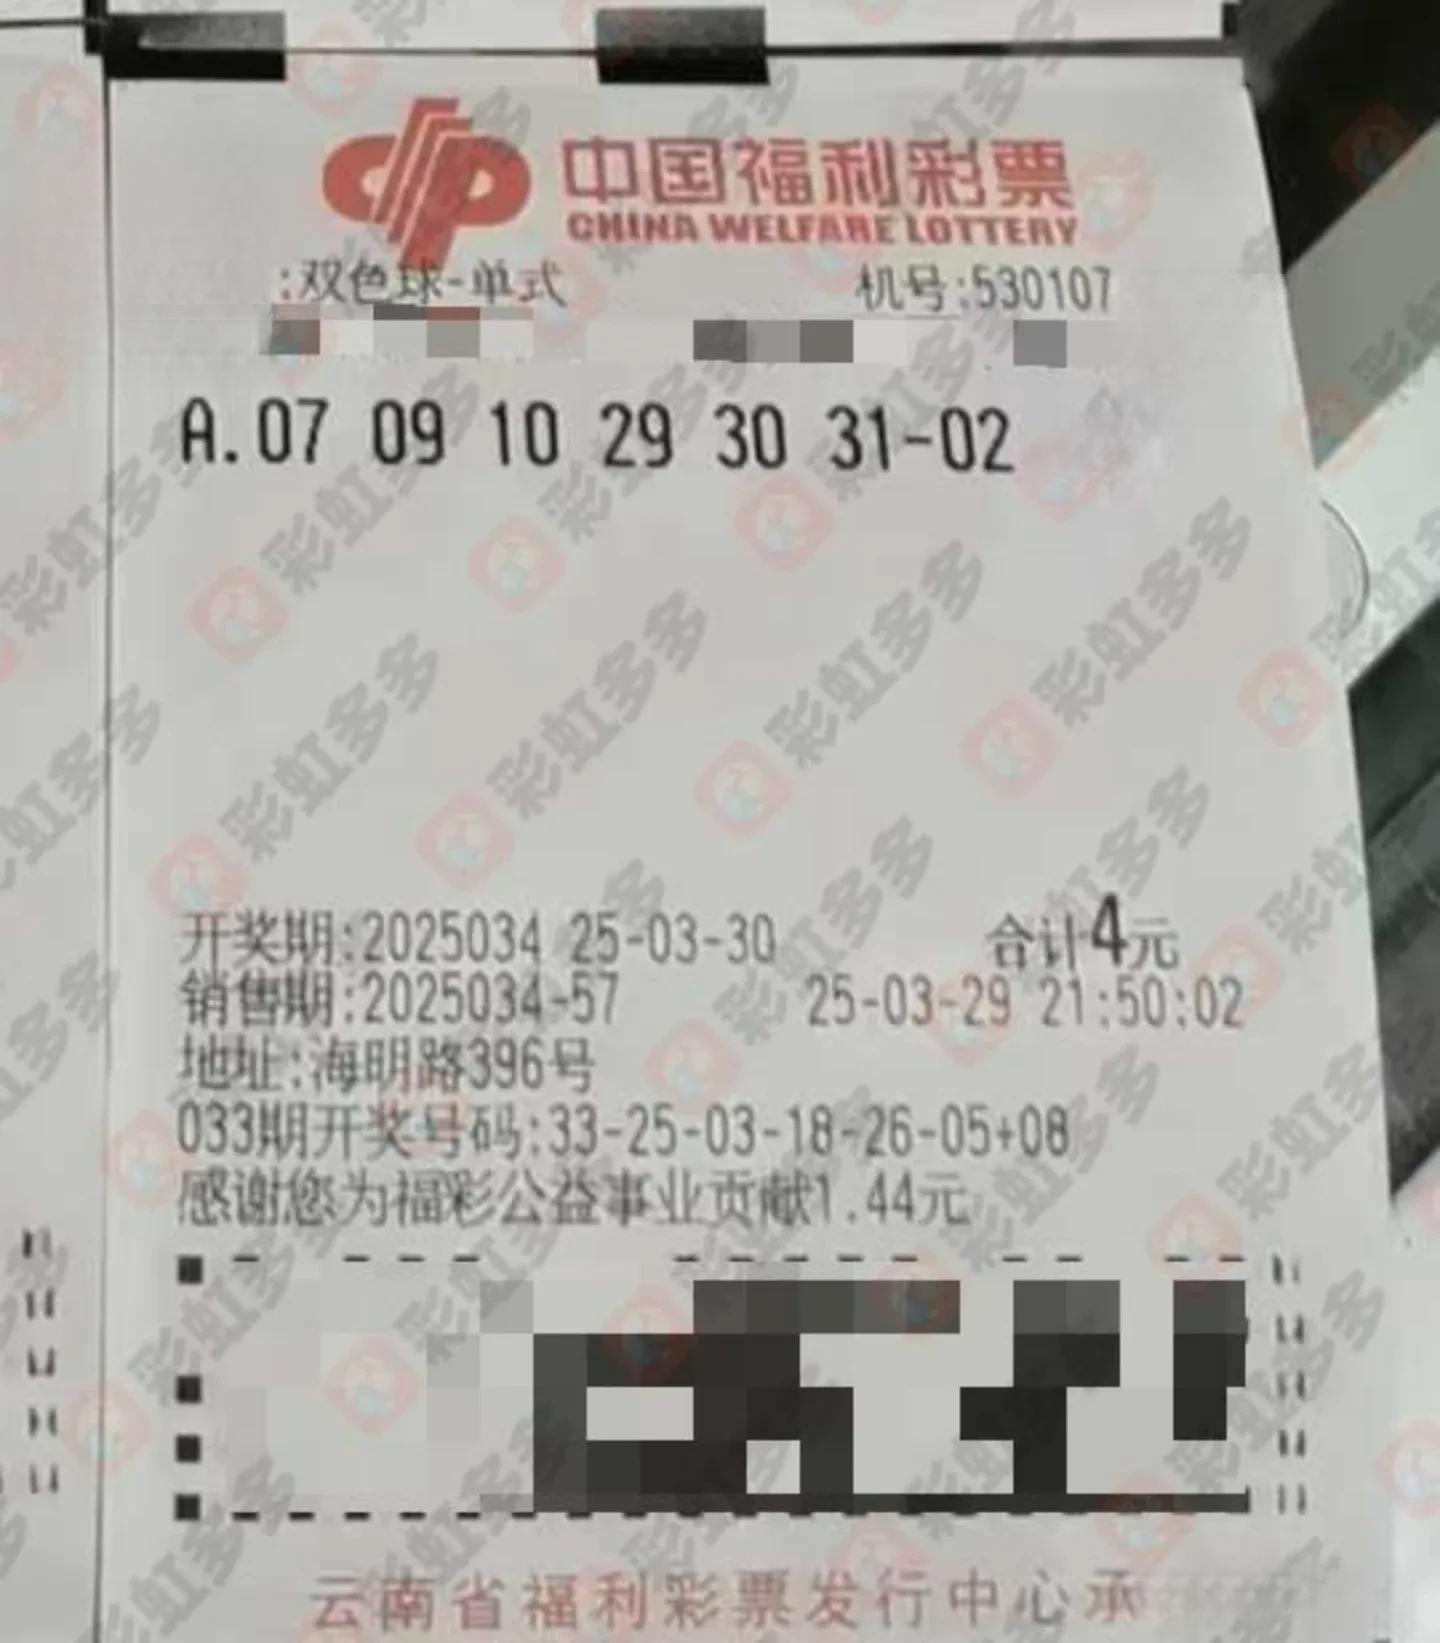 中国福利彩票
CHINA WELFARE LOTTERY
:双色球-单式 机号:530107
A.07 09 10 29 30 31-02
开奖期:2025034 25-03-30 合计4元
销售期:2025034-57 25-03-29 21:50:02
地址:海明路396号
033期开奖号码:33-25-03-18-26-05+08
感谢您为福彩公益事业贡献1.44元
云南省福利彩票发行中心承
彩虹多多